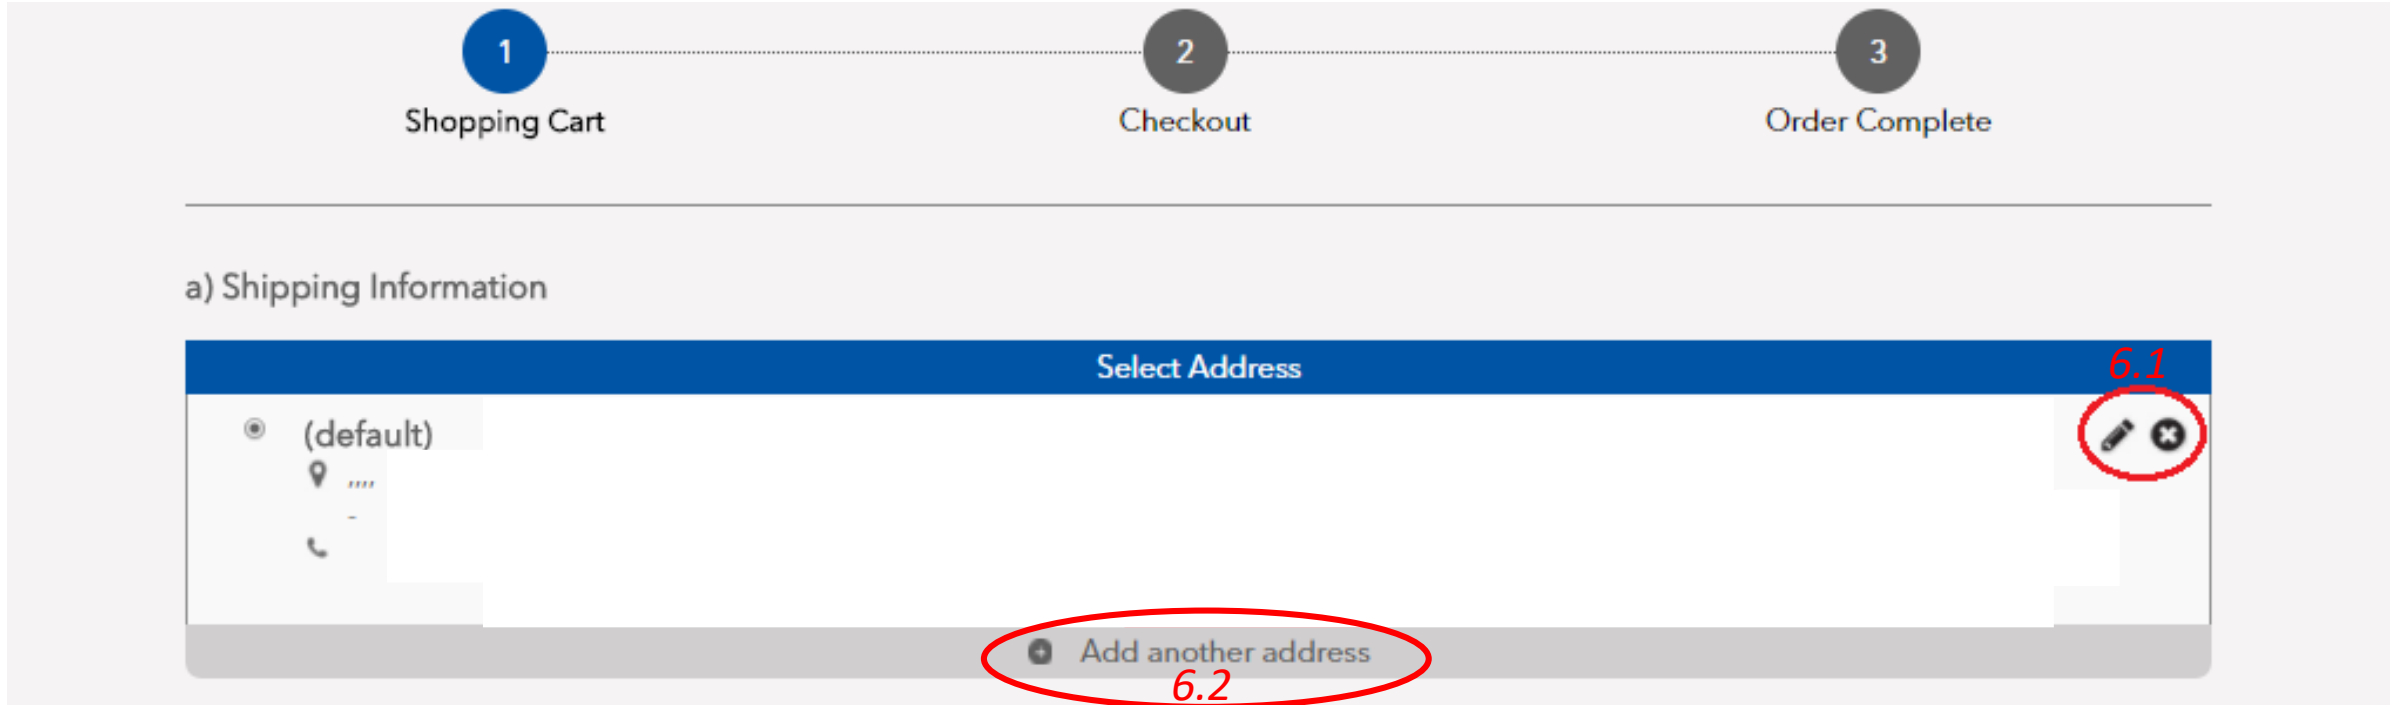 1 2 3
Shopping Cart Checkout Order Complete
a) Shipping Information
Select Address 6.1
(default)
,,,,
-
Add another address
6.2